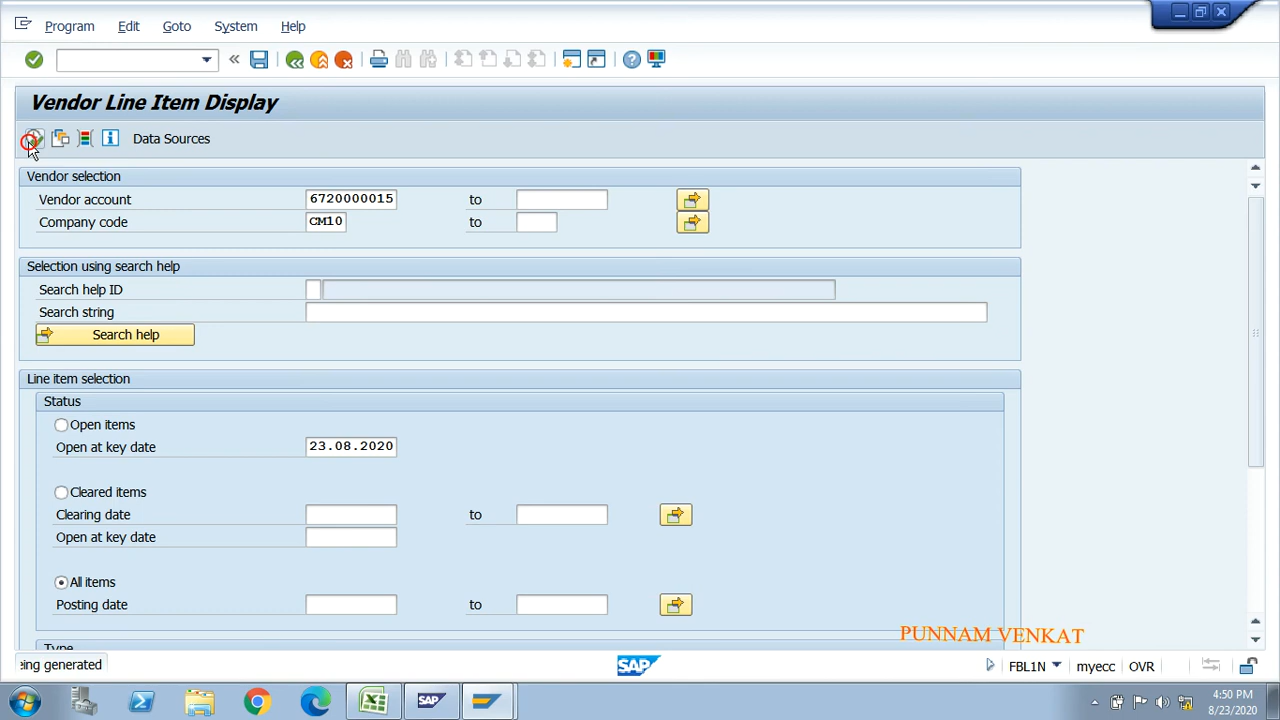 Program Edit Goto System Help
Vendor Line Item Display
Data Sources
Vendor selection
Vendor account 6720000015 to
Company code CM10 to
Selection using search help
Search help ID
Search string
Search help
Line item selection
Status
Open items
Open at key date 23.08.2020
Cleared items
Clearing date to
Open at key date
All items
Posting date to
PUNNAM VENKAT
Type
eing generated SAP FBL1N myecc OVR
SAP 4:50 PM
8/23/2020